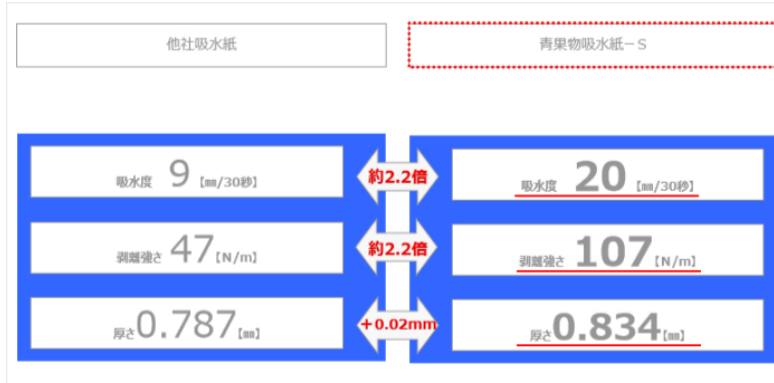 他社吸水紙
青果物吸水紙－S
吸水度 9 【㎜/30秒】
約2.2倍
吸水度 20 【㎜/30秒】
剥離強さ 47【N/m】
約2.2倍
剥離強さ 107【N/m】
厚さ0.787【㎜】
＋0.02mm
厚さ0.834【㎜】